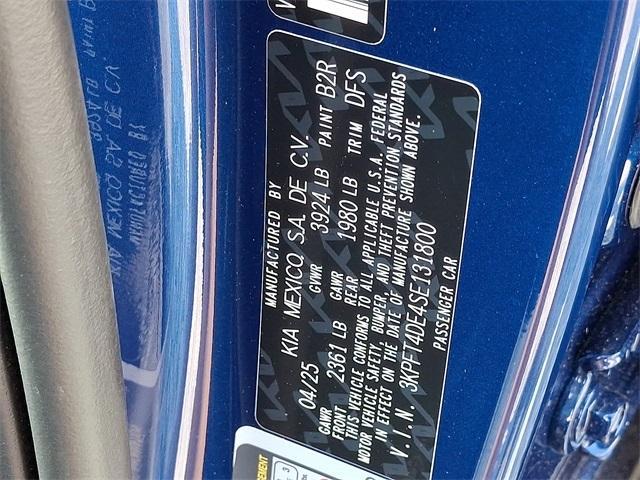 MANUFACTURED BY
04/25 KIA MEXICO S.A. DE C.V.
GVWR 3924 LB PAINT B2R
GAWR FRONT 2361 LB GAWR REAR 1980 LB TRIM DFS
THIS VEHICLE CONFORMS TO ALL APPLICABLE U.S.A. FEDERAL
MOTOR VEHICLE SAFETY, BUMPER, AND THEFT PREVENTION STANDARDS
IN EFFECT ON THE DATE OF MANUFACTURE SHOWN ABOVE.
V.I.N. 3KPFT4DE4SE131800
PASSENGER CAR